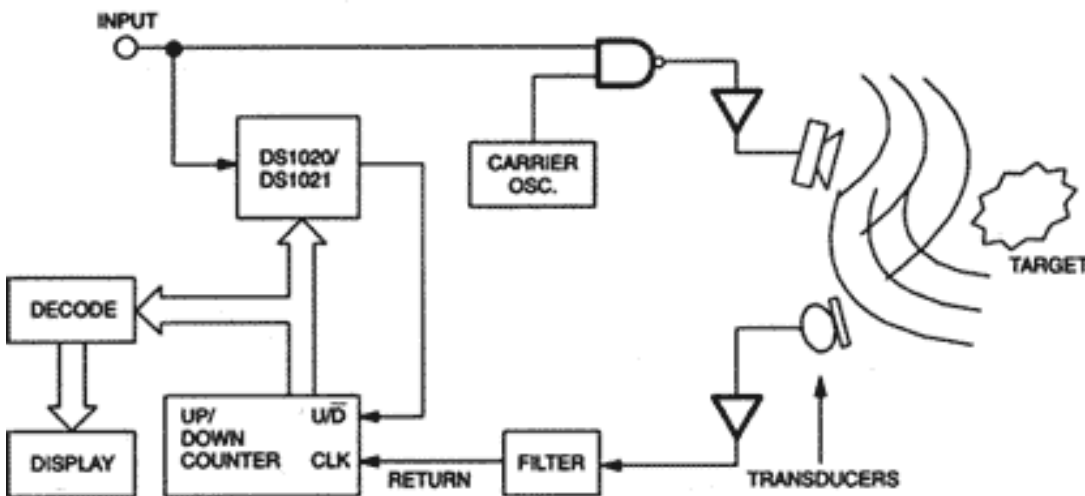 INPUT
DS1020/
DS1021
CARRIER
OSC.
TARGET
DECODE
UP/
DOWN
COUNTER
U/D̅
CLK
DISPLAY
RETURN
FILTER
TRANSDUCERS